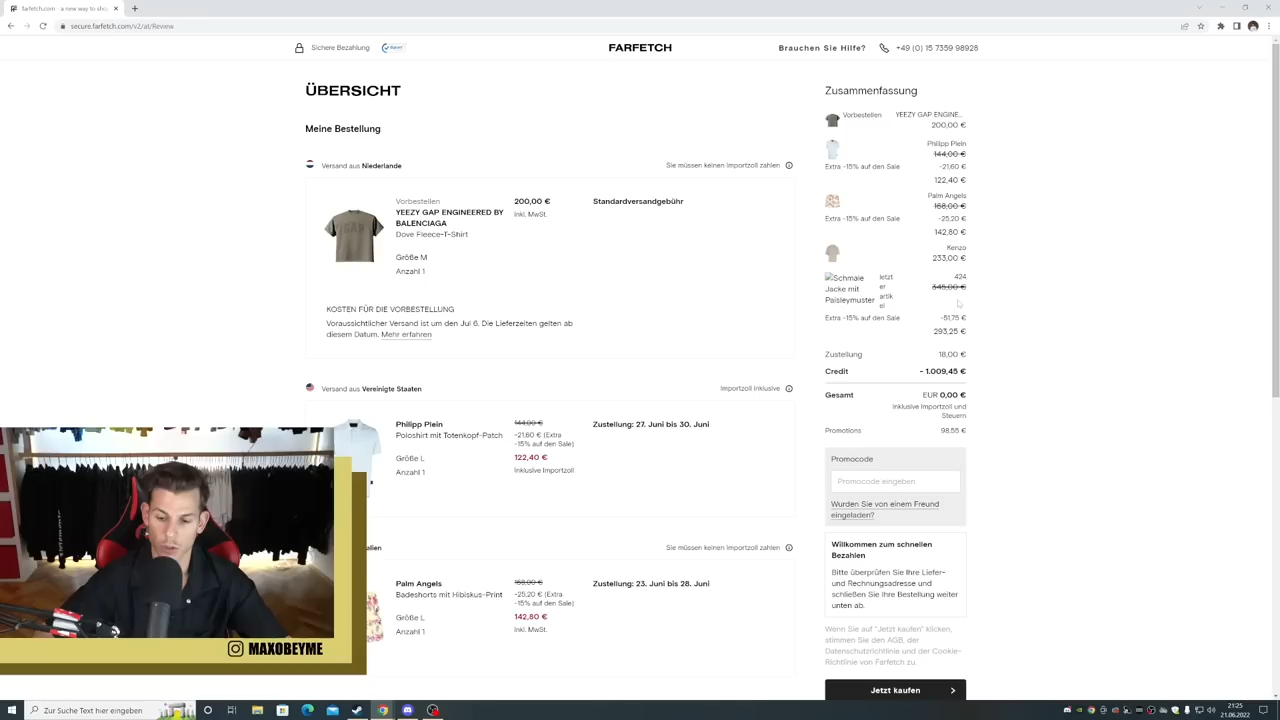 farfetch.com - a new way to sho
secure.farfetch.com/v2/at/Review
Sichere Bezahlung
FARFETCH
Brauchen Sie Hilfe?
+49 (0) 15 7359 98928
ÜBERSICHT
Meine Bestellung
Versand aus Niederlande
Sie müssen keinen Importzoll zahlen
Vorbestellen
YEEZY GAP ENGINEERED BY
BALENCIAGA
Dove Fleece-T-Shirt
Größe M
Anzahl 1
200,00 €
inkl. MwSt.
Standardversandgebühr
KOSTEN FÜR DIE VORBESTELLUNG
Voraussichtlicher Versand ist um den Jul 6. Die Lieferzeiten gelten ab
diesem Datum. Mehr erfahren
Versand aus Vereinigte Staaten
Importzoll Inklusive
Philipp Plein
Poloshirt mit Totenkopf-Patch
Größe L
Anzahl 1
144,00 €
-21,60 € (Extra
-15% auf den Sale)
122,40 €
Inklusive Importzoll
Zustellung: 27. Juni bis 30. Juni
alien
Sie müssen keinen Importzoll zahlen
Palm Angels
Badeshorts mit Hibiskus-Print
Größe L
Anzahl 1
168,00 €
-25,20 € (Extra
-15% auf den Sale)
142,80 €
Inkl. MwSt.
Zustellung: 23. Juni bis 28. Juni
Zusammenfassung
Vorbestellen
YEEZY GAP ENGINE...
200,00 €
Philipp Plein
144,00 €
Extra -15% auf den Sale
-21,60 €
122,40 €
Palm Angels
168,00 €
Extra -15% auf den Sale
-25,20 €
142,80 €
Kenzo
233,00 €
Schmale
Jacke mit
Paisleymuster
letzt
er
artik
el
424
345,00 €
Extra -15% auf den Sale
-51,75 €
293,25 €
Zustellung
18,00 €
Credit
- 1.009,45 €
Gesamt
EUR 0,00 €
Inklusive Importzoll und
Steuern
Promotions
98,55 €
Promocode
Promocode eingeben
Wurden Sie von einem Freund
eingeladen?
Willkommen zum schnellen
Bezahlen
Bitte überprüfen Sie Ihre Liefer-
und Rechnungsadresse und
schließen Sie Ihre Bestellung weiter
unten ab.
Wenn Sie auf "Jetzt kaufen" klicken,
stimmen Sie den AGB, der
Datenschutzrichtlinie und der Cookie-
Richtlinie von Farfetch zu.
Jetzt kaufen
MAXOBEYME
Zur Suche Text hier eingeben
21:25
21.06.2022